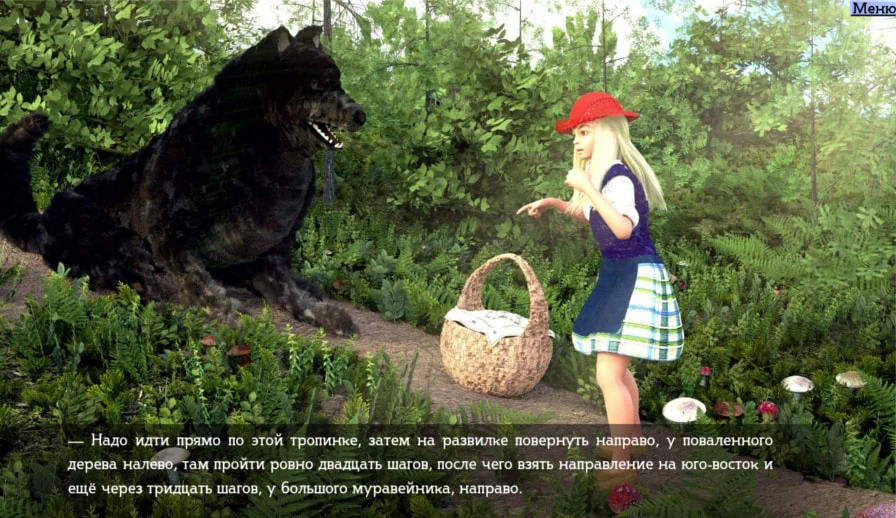 Меню
— Надо идти прямо по этой тропинке, затем на развилке повернуть направо, у поваленного
дерева налево, там пройти ровно двадцать шагов, после чего взять направление на юго-восток и
ещё через тридцать шагов, у большого муравейника, направо.